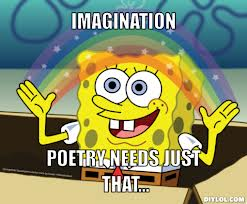 IMAGINATION
POETRY NEEDS JUST
THAT...
DIYLOL.COM